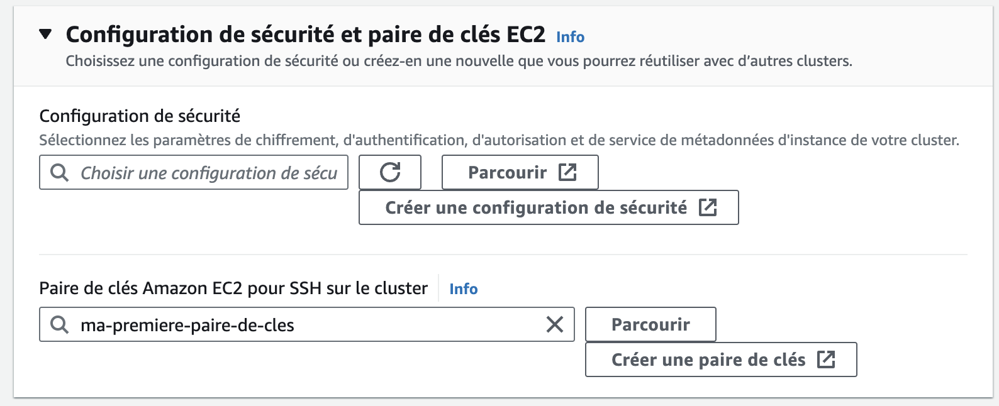 Configuration de sécurité et paire de clés EC2 Info
Choisissez une configuration de sécurité ou créez-en une nouvelle que vous pourrez réutiliser avec d’autres clusters.
Configuration de sécurité
Sélectionnez les paramètres de chiffrement, d'authentification, d'autorisation et de service de métadonnées d'instance de votre cluster.
Choisir une configuration de sécu Parcourir
Créer une configuration de sécurité
Paire de clés Amazon EC2 pour SSH sur le cluster Info
ma-premiere-paire-de-cles Parcourir
Créer une paire de clés